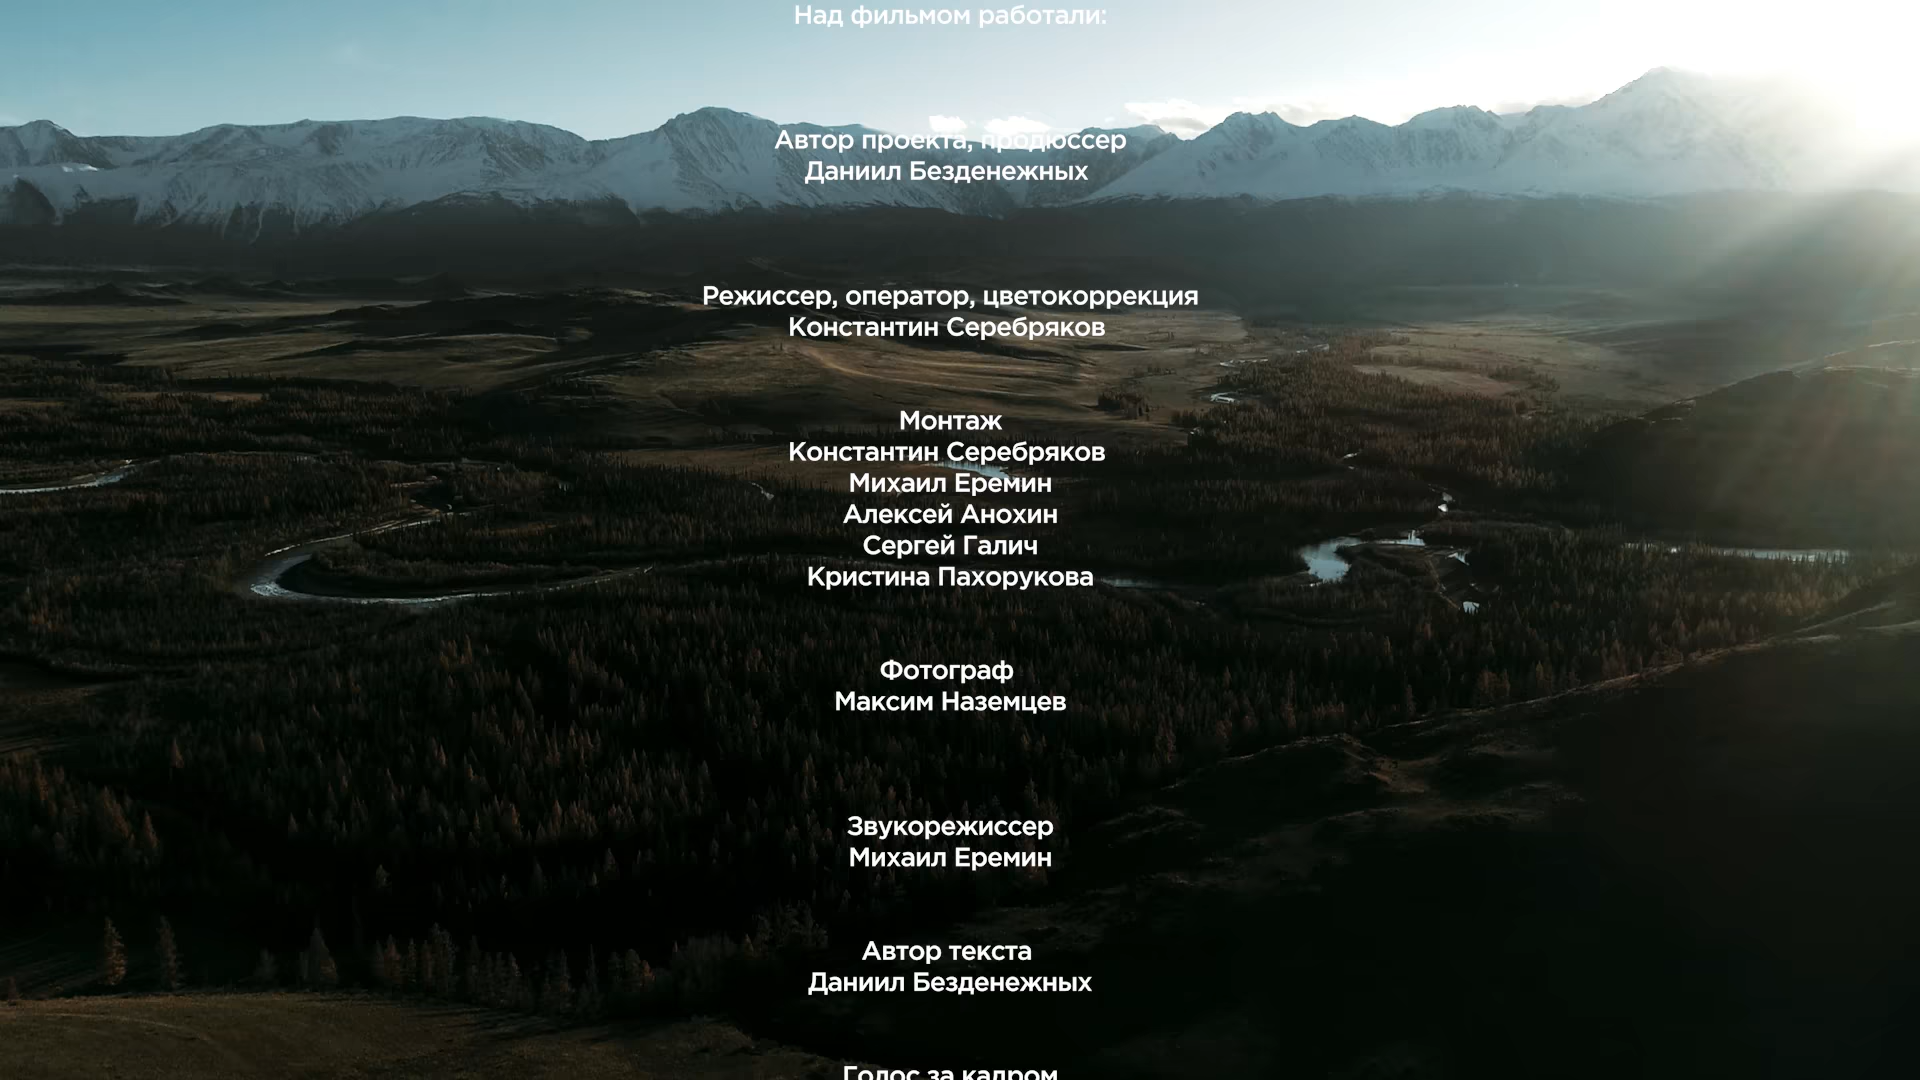 Над фильмом работали:
Автор проекта, продюссер
Даниил Безденежных
Режиссер, оператор, цветокоррекция
Константин Серебряков
Монтаж
Константин Серебряков
Михаил Еремин
Алексей Анохин
Сергей Галич
Кристина Пахорукова
Фотограф
Максим Наземцев
Звукорежиссер
Михаил Еремин
Автор текста
Даниил Безденежных
Голос за кадром